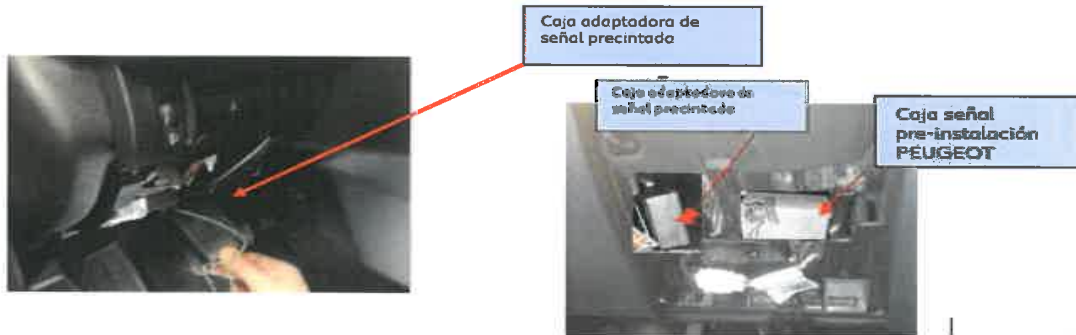 Caja adaptadora de
señal precintada
Caja adaptadora de
señal precintada
Caja señal
pre-instalación
PEUGEOT